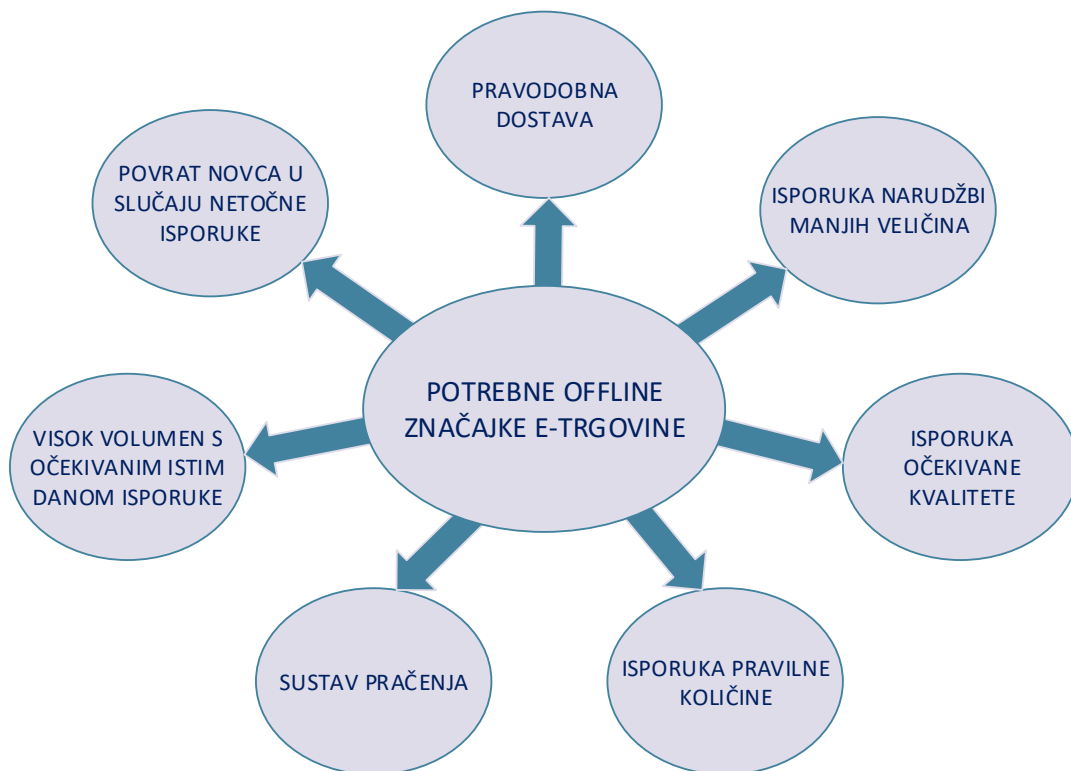 PRAVODOBNA
DOSTAVA
POVRAT NOVCA U
SLUČAJU NETOČNE
ISPORUKE
ISPORUKA NARUDŽBI
MANJIH VELIČINA
POTREBNE OFFLINE
ZNAČAJKE E-TRGOVINE
VISOK VOLUMEN S
OČEKIVANIM ISTIM
DANOM ISPORUKE
ISPORUKA
OČEKIVANE
KVALITETE
SUSTAV PRAČENJA
ISPORUKA PRAVILNE
KOLIČINE